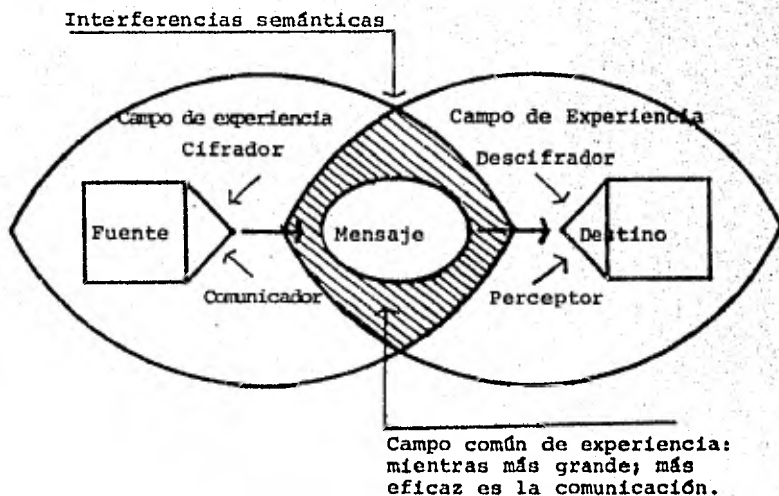 Interferencias semánticas
Campo de experiencia
Campo de Experiencia
Cifrador
Descifrador
Fuente
Mensaje
Destino
Comunicador
Perceptor
Campo común de experiencia:
mientras más grande; más
eficaz es la comunicación.